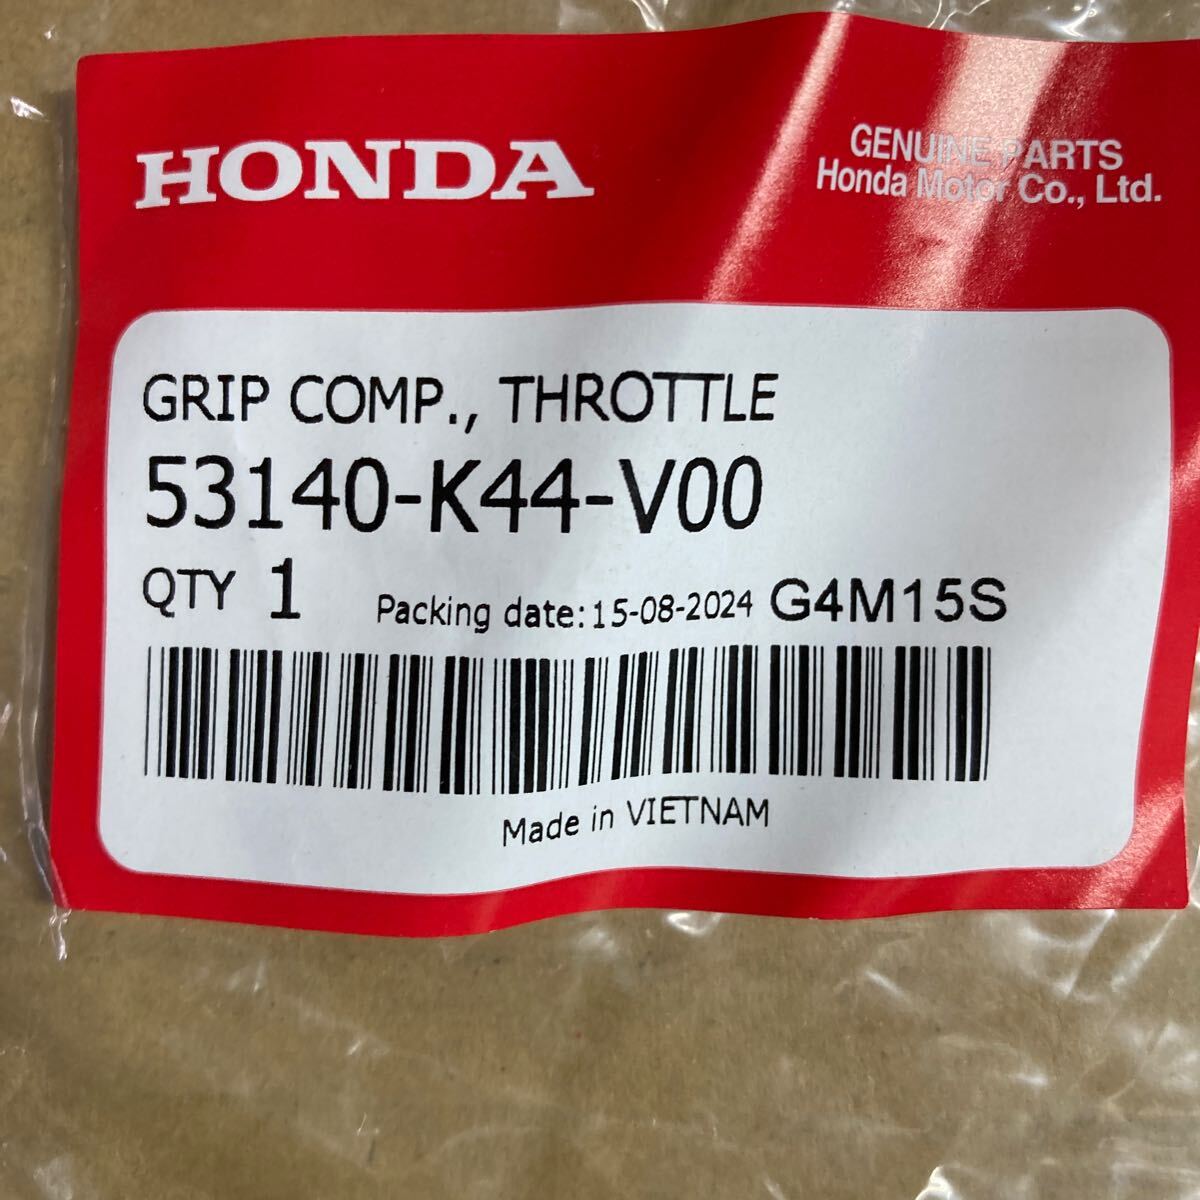 HONDA
GENUINE PARTS
Honda Motor Co., Ltd.
GRIP COMP., THROTTLE
53140-K44-V00
QTY 1 Packing date:15-08-2024 G4M15S
Made in VIETNAM